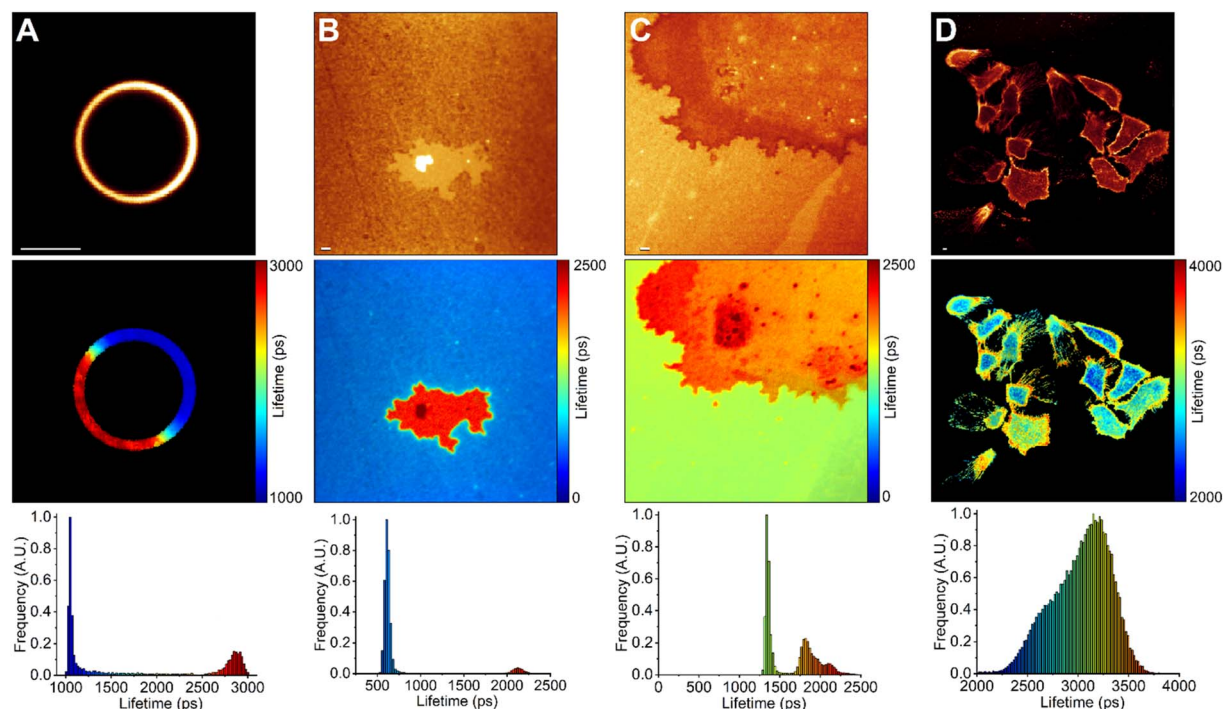 A
B
C
D
3000
Lifetime (ps)
1000
2500
Lifetime (ps)
0
2500
Lifetime (ps)
0
4000
Lifetime (ps)
2000
1.0
0.8
0.6
0.4
0.2
0.0
Frequency (A.U.)
1000 1500 2000 2500 3000
Lifetime (ps)
1.0
0.8
0.6
0.4
0.2
0.0
Frequency (A.U.)
500 1000 1500 2000 2500
Lifetime (ps)
1.0
0.8
0.6
0.4
0.2
0.0
Frequency (A.U.)
0 500 1000 1500 2000 2500
Lifetime (ps)
1.0
0.8
0.6
0.4
0.2
0.0
Frequency (A.U.)
2000 2500 3000 3500 4000
Lifetime (ps)